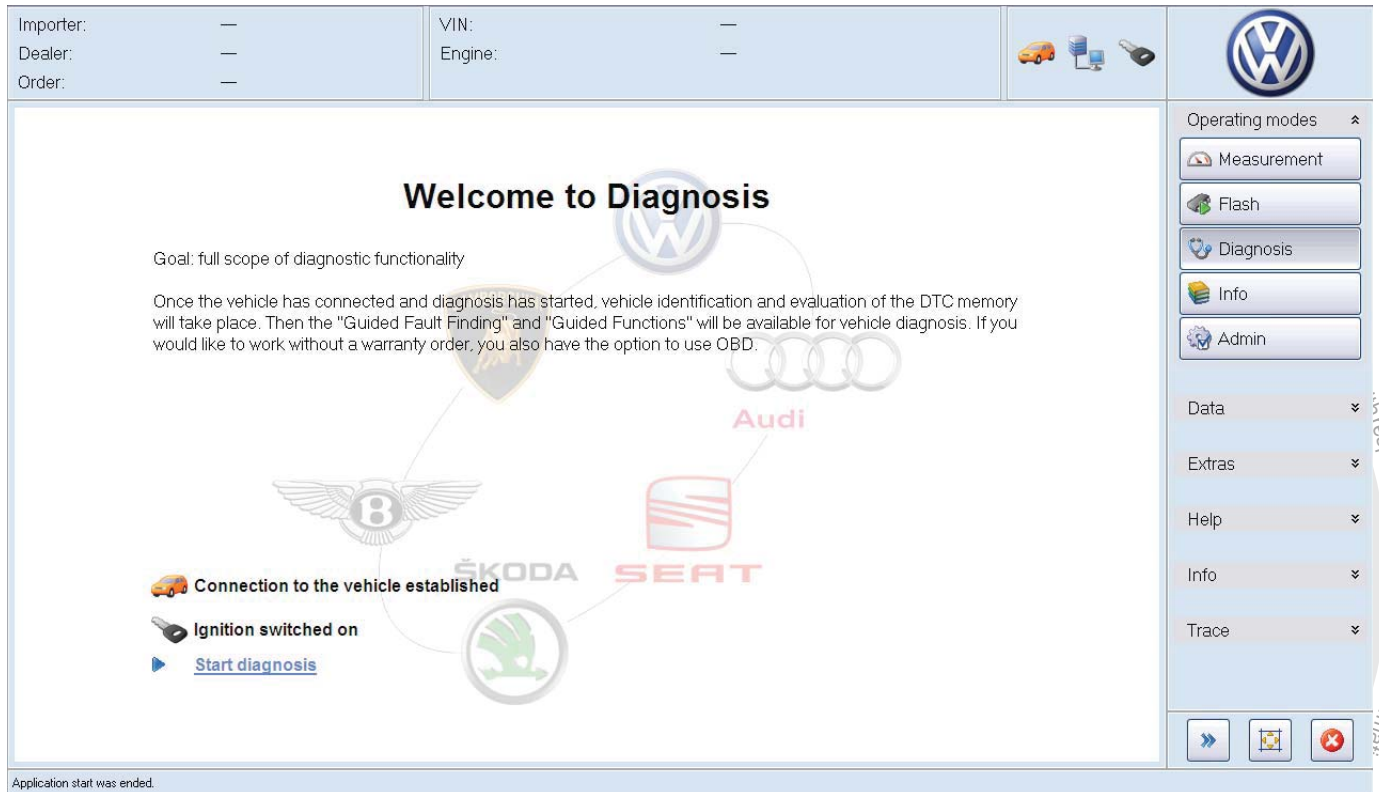 Importer: —
Dealer: —
Order: —
VIN: —
Engine: —
Operating modes
Measurement
Flash
Diagnosis
Info
Admin
Data
Extras
Help
Info
Trace
Welcome to Diagnosis
Goal: full scope of diagnostic functionality
Once the vehicle has connected and diagnosis has started, vehicle identification and evaluation of the DTC memory
will take place. Then the "Guided Fault Finding" and "Guided Functions" will be available for vehicle diagnosis. If you
would like to work without a warranty order, you also have the option to use OBD.
Audi
B
ŠKODA
SEAT
Connection to the vehicle established
Ignition switched on
Start diagnosis
Application start was ended.